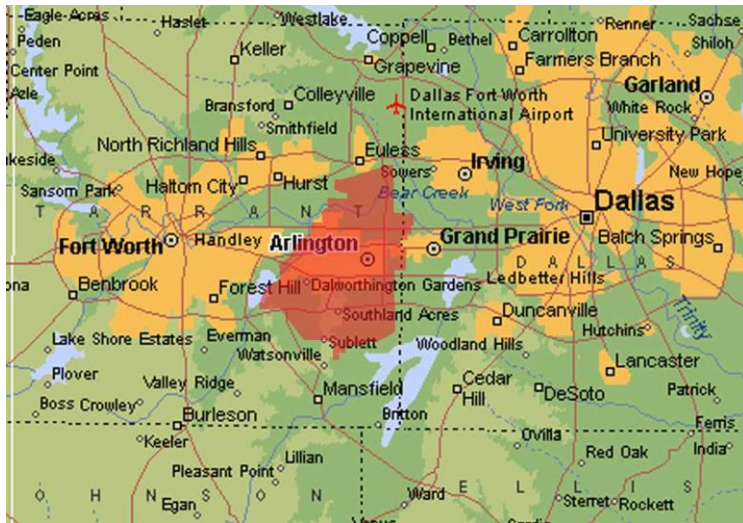 Eagle Acres
Haslet
Westlake
Renner
Sachse
Peden
Keller
Coppell
Bethel
Carrollton
Shiloh
Center Point
Grapevine
Farmers Branch
Garland
Colleyville
Dallas Fort Worth
International Airport
Bransford
White Rock
Smithfield
North Richland Hills
Euless
University Park
Sowers
Irving
New Hope
Sansom Park
Haltom City
Hurst
Bear Creek
West Fork
Dallas
T A R R A N T
Fort Worth
Handley
Arlington
Grand Prairie
Balch Springs
D A L L A S
Benbrook
Forest Hill
Dalworthington Gardens
Ledbetter Hills
Southland Acres
Duncanville
Trinity
Hutchins
Lake Shore Estates
Everman
Sublett
Woodland Hills
Watsonville
Lancaster
Plover
Valley Ridge
Mansfield
Cedar
Hill
DeSoto
Patrick
Boss Crowley
Burleson
Britton
Ferris
Keeler
Ovilla
India
Lillian
Red Oak
Pleasant Point
O H N S O N
E L L I S
Egan
Ward
Sterret
Rockett